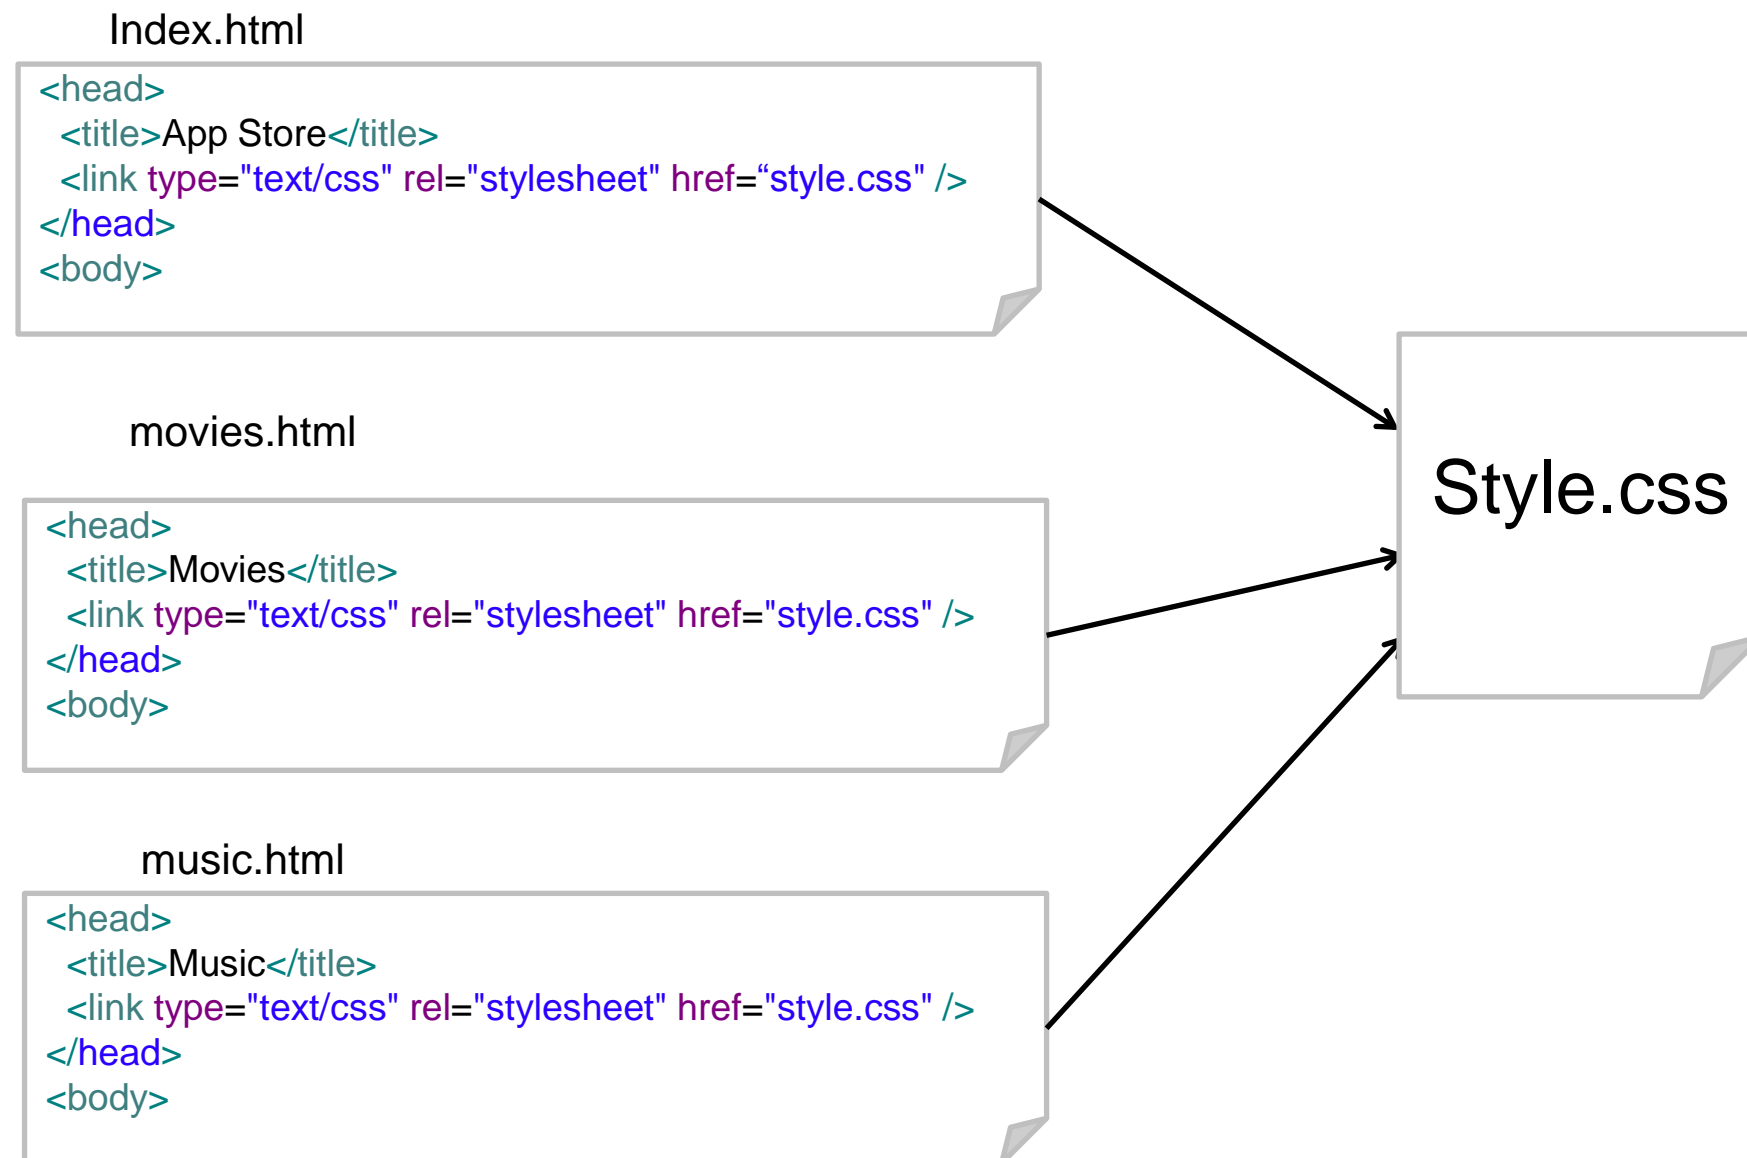 Index.html
<head>
<title>App Store</title>
<link type="text/css" rel="stylesheet" href=“style.css" />
</head>
<body>
movies.html
<head>
<title>Movies</title>
<link type="text/css" rel="stylesheet" href="style.css" />
</head>
<body>
Style.css
music.html
<head>
<title>Music</title>
<link type="text/css" rel="stylesheet" href="style.css" />
</head>
<body>